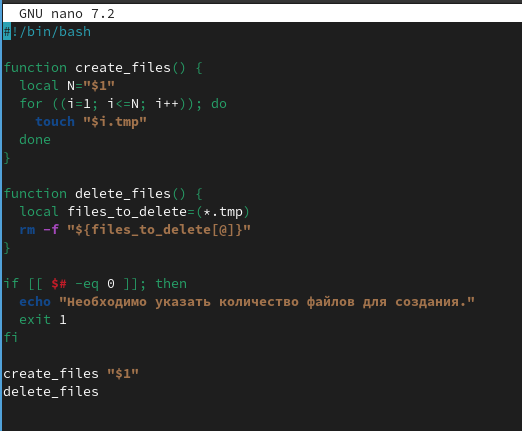 GNU nano 7.2
#!/bin/bash
function create_files() {
  local N="$1"
  for ((i=1; i<=N; i++)); do
    touch "$i.tmp"
  done
}
function delete_files() {
  local files_to_delete=(*.tmp)
  rm -f "${files_to_delete[@]}"
}
if [[ $# -eq 0 ]]; then
  echo "Необходимо указать количество файлов для создания."
  exit 1
fi
create_files "$1"
delete_files